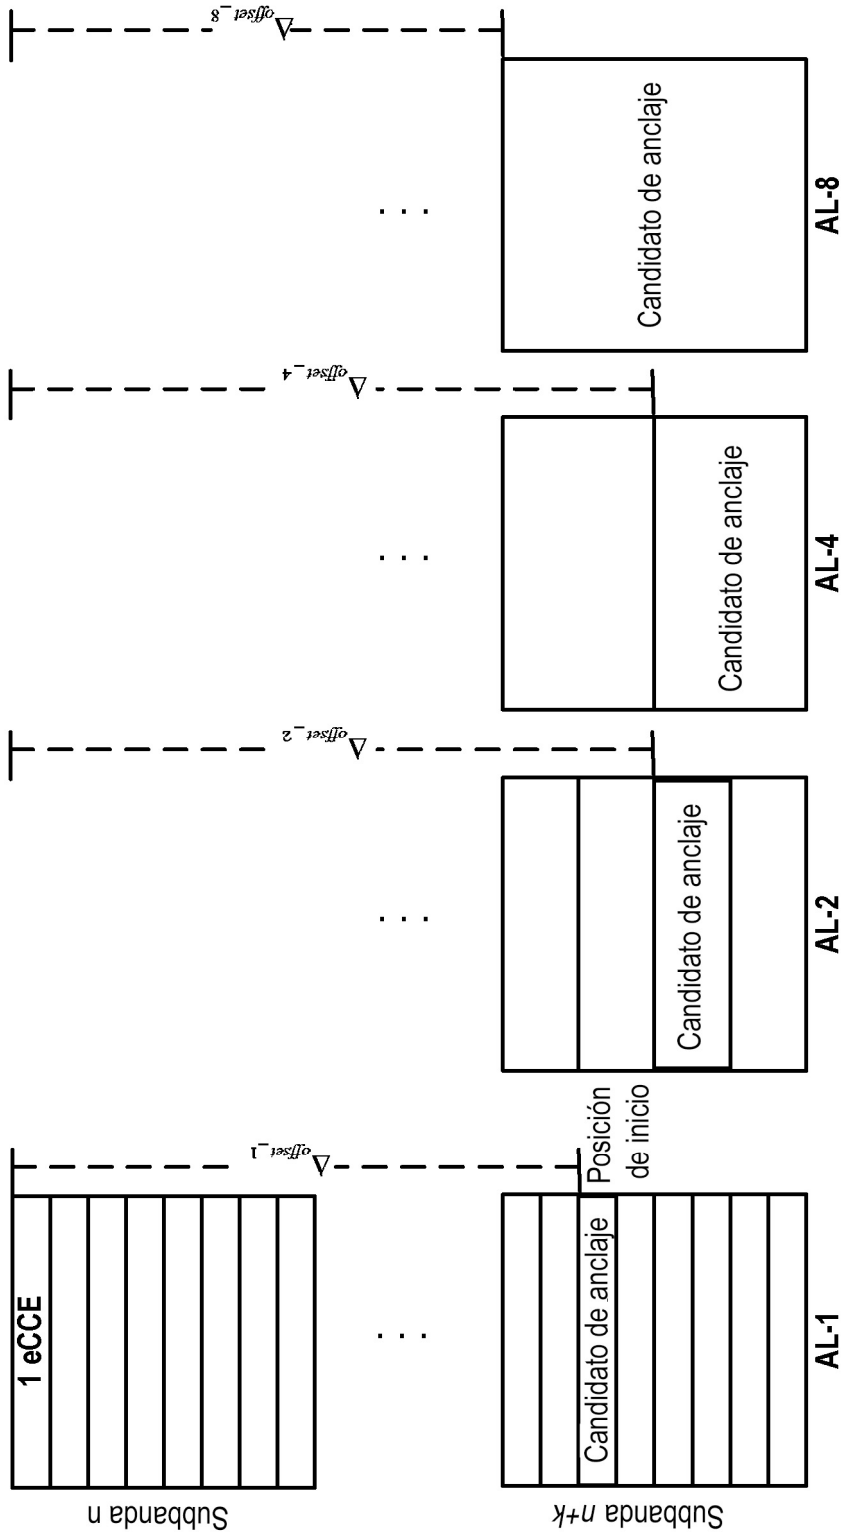 Subbanda n
1 eCCE
. . .
Subbanda n+k
Candidato de anclaje
AL-1
Δoffset_1
Posición
de inicio
. . .
Candidato de anclaje
AL-2
Δoffset_2
. . .
Candidato de anclaje
AL-4
Δoffset_4
. . .
Candidato de anclaje
AL-8
Δoffset_8